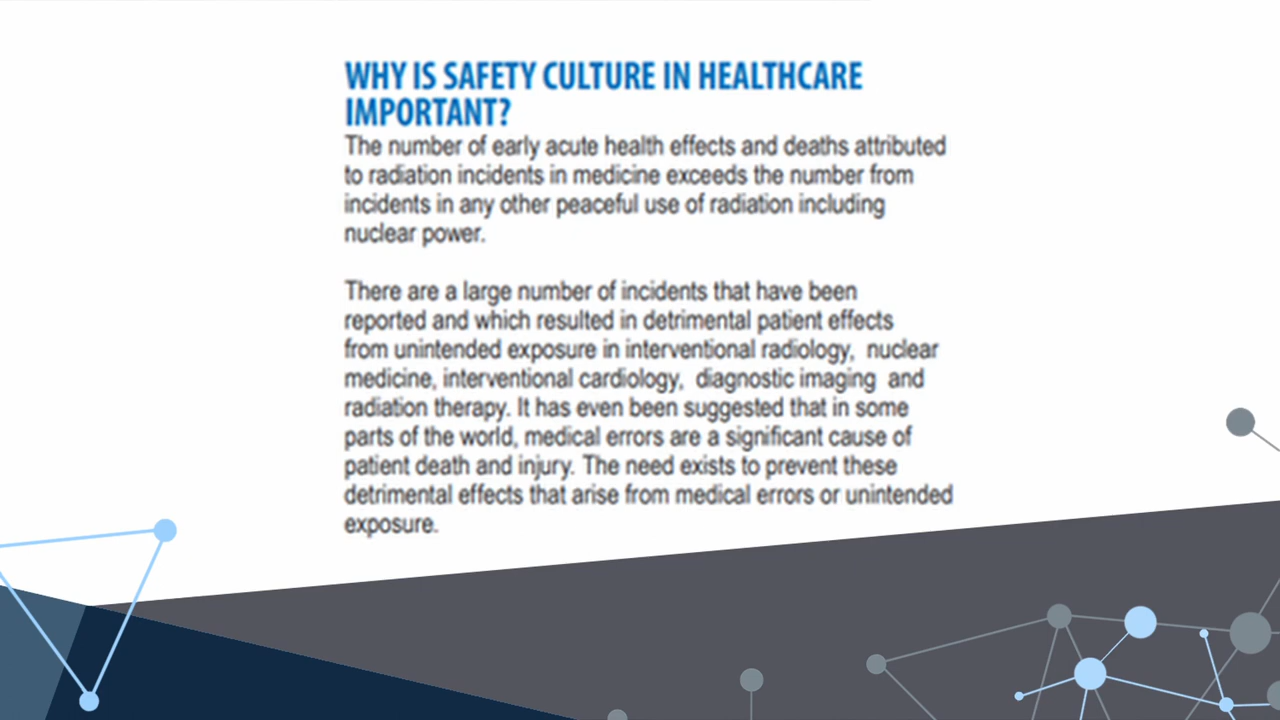 WHY IS SAFETY CULTURE IN HEALTHCARE
IMPORTANT?
The number of early acute health effects and deaths attributed
to radiation incidents in medicine exceeds the number from
incidents in any other peaceful use of radiation including
nuclear power.
There are a large number of incidents that have been
reported and which resulted in detrimental patient effects
from unintended exposure in interventional radiology, nuclear
medicine, interventional cardiology, diagnostic imaging and
radiation therapy. It has even been suggested that in some
parts of the world, medical errors are a significant cause of
patient death and injury. The need exists to prevent these
detrimental effects that arise from medical errors or unintended
exposure.